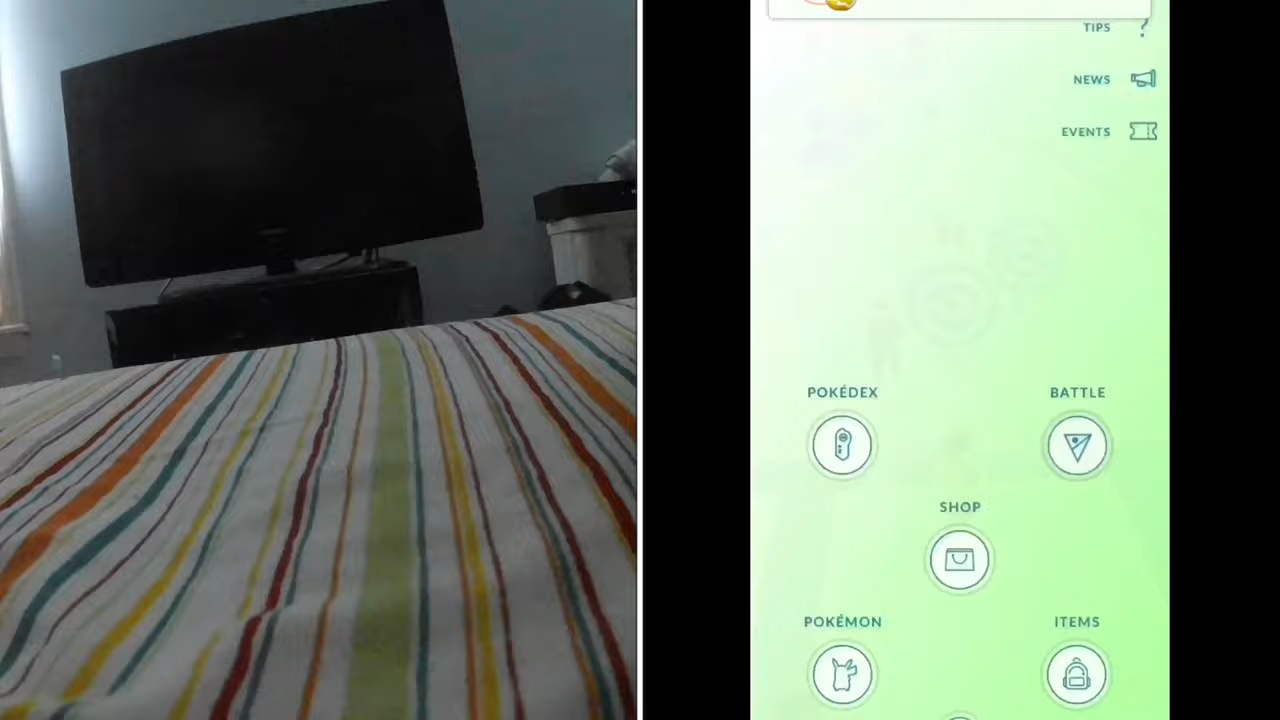 TIPS
NEWS
EVENTS
POKÉDEX
BATTLE
SHOP
POKÉMON
ITEMS